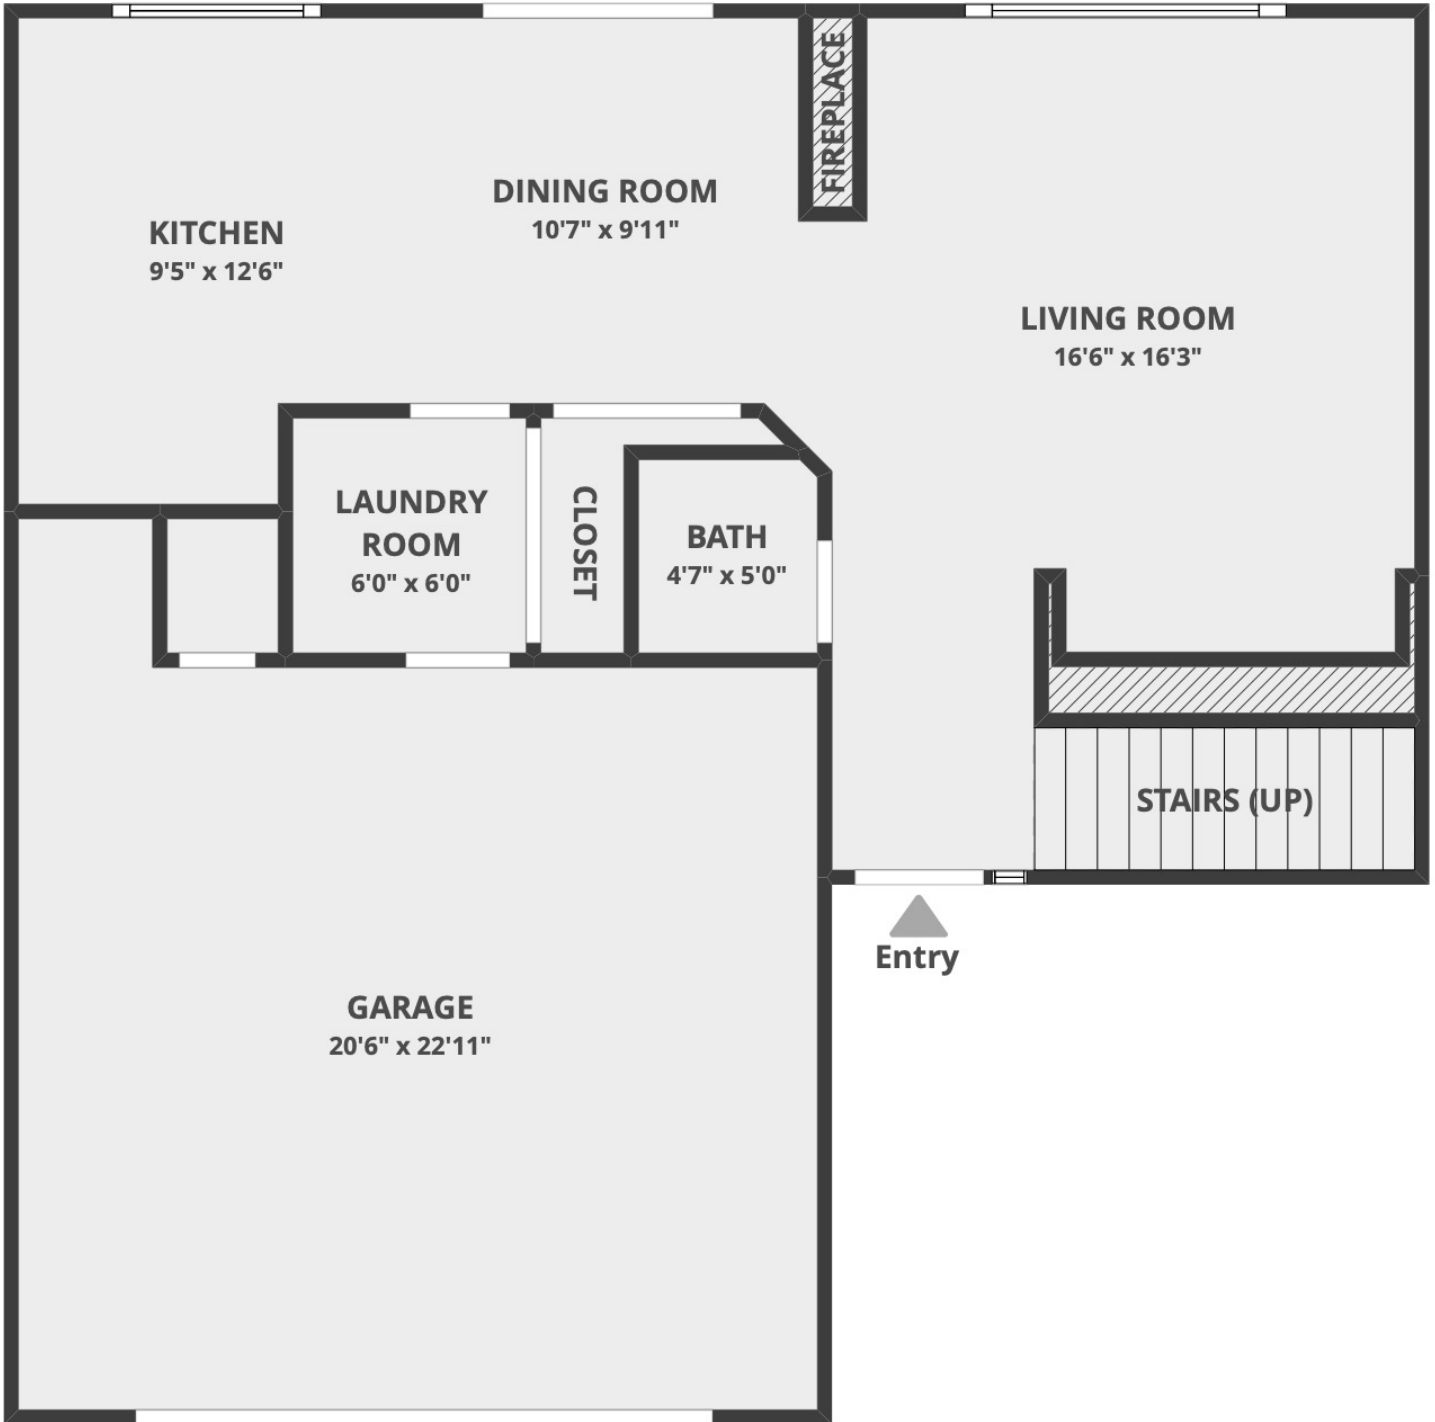 FIREPLACE
DINING ROOM
10'7" x 9'11"
KITCHEN
9'5" x 12'6"
LIVING ROOM
16'6" x 16'3"
LAUNDRY
ROOM
6'0" x 6'0"
CLOSET
BATH
4'7" x 5'0"
STAIRS (UP)
Entry
GARAGE
20'6" x 22'11"